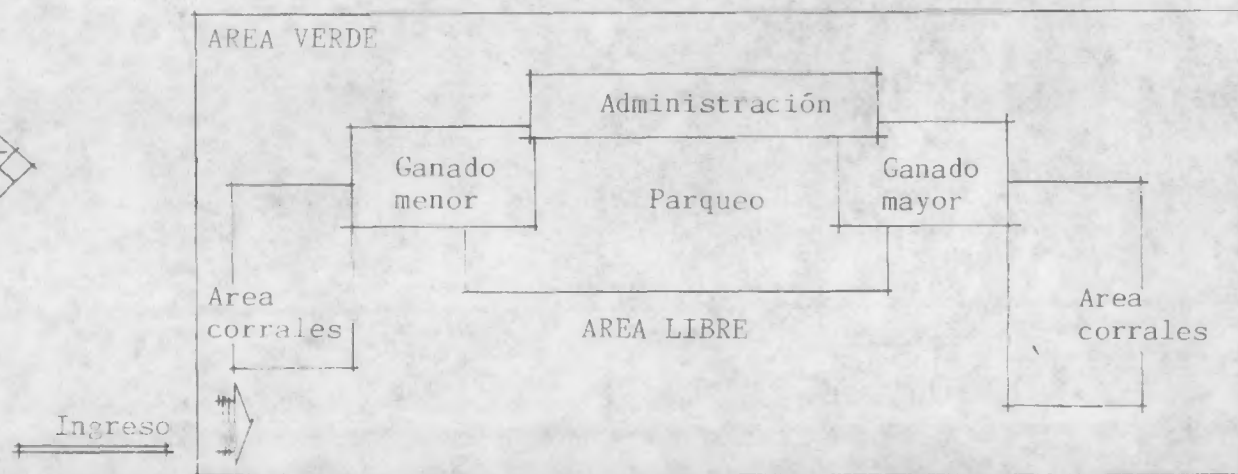 AREA VERDE
Administración
Ganado
menor
Parqueo
Ganado
mayor
Area
corrales
AREA LIBRE
Area
corrales
Ingreso